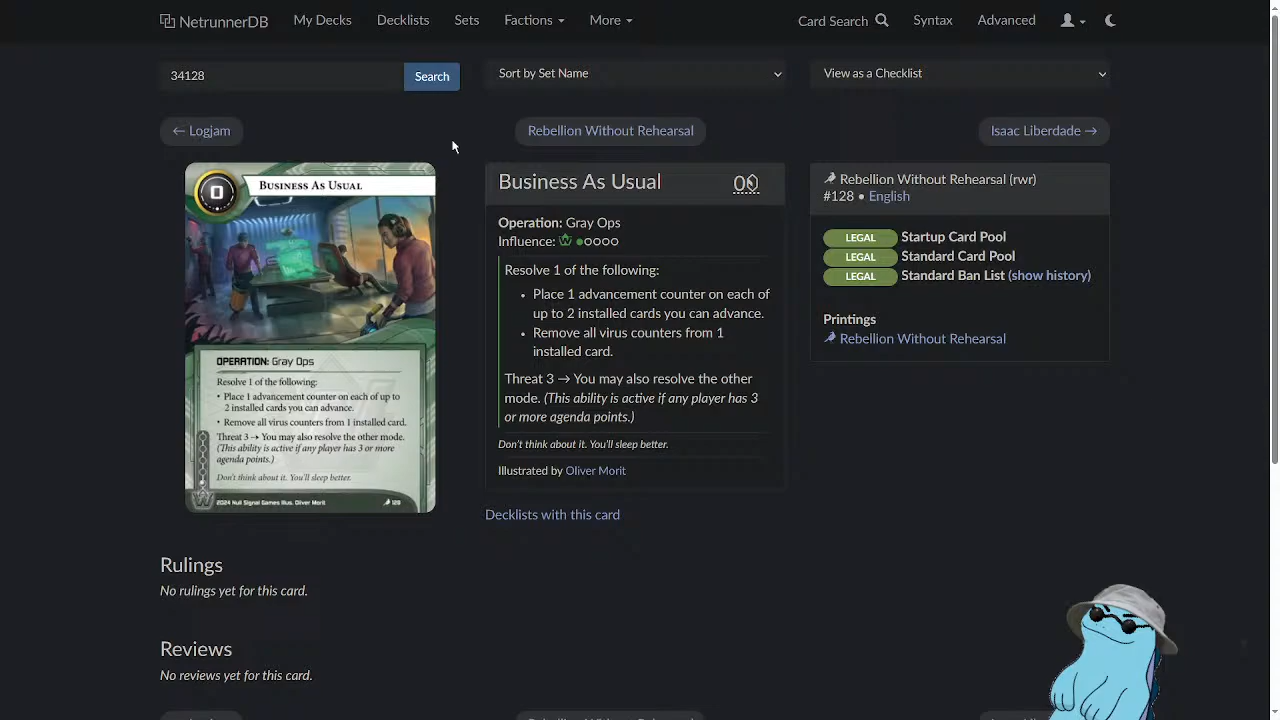 NetrunnerDB My Decks Decklists Sets Factions More Card Search Syntax Advanced
34128 Search Sort by Set Name View as a Checklist
← Logjam Rebellion Without Rehearsal Isaac Liberdade →
0 BUSINESS AS USUAL
OPERATION: Gray Ops
Resolve 1 of the following:
• Place 1 advancement counter on each of up to
2 installed cards you can advance.
• Remove all virus counters from 1 installed card.
Threat 3 → You may also resolve the other mode.
(This ability is active if any player has 3 or more
agenda points.)
Don't think about it. You'll sleep better.
2024 Null Signal Games Illus. Oliver Morit 128
Business As Usual
Operation: Gray Ops
Influence:
Resolve 1 of the following:
• Place 1 advancement counter on each of
up to 2 installed cards you can advance.
• Remove all virus counters from 1
installed card.
Threat 3 → You may also resolve the other
mode. (This ability is active if any player has 3
or more agenda points.)
Don't think about it. You'll sleep better.
Illustrated by Oliver Morit
Decklists with this card
Rebellion Without Rehearsal (rwr)
#128 • English
LEGAL Startup Card Pool
LEGAL Standard Card Pool
LEGAL Standard Ban List (show history)
Printings
Rebellion Without Rehearsal
Rulings
No rulings yet for this card.
Reviews
No reviews yet for this card.